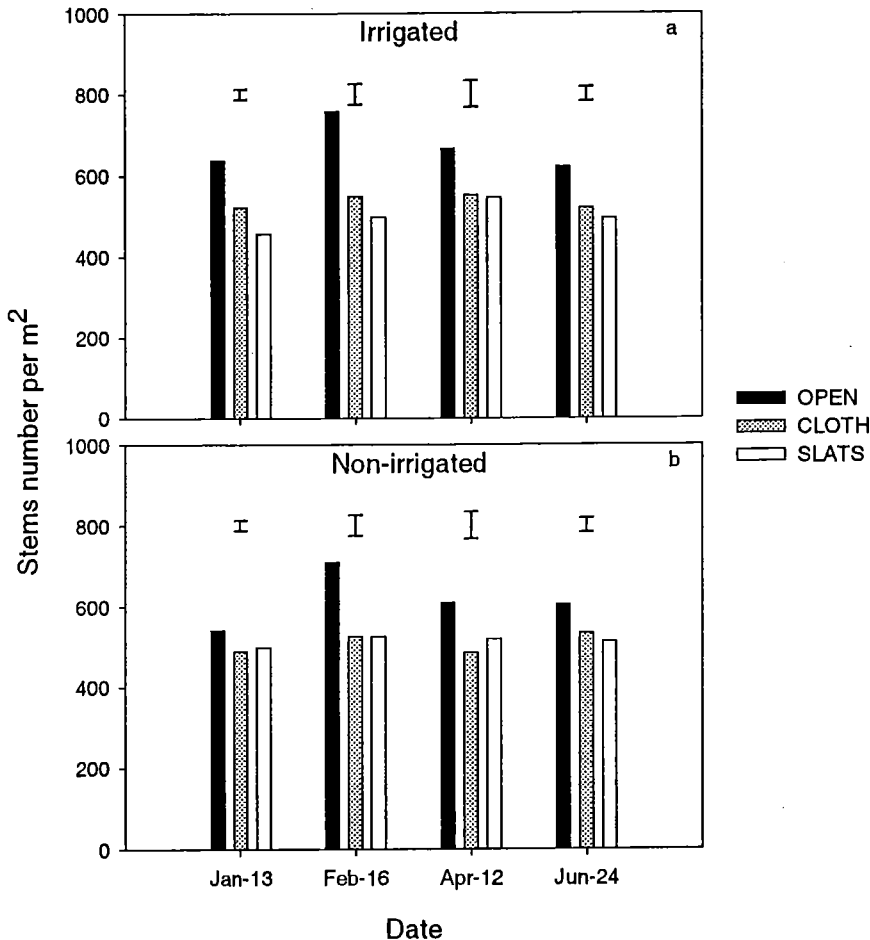 Stems number per m²
1000
800
600
400
200
0
Irrigated
a
1000
800
600
400
200
0
Non-irrigated
b
Jan-13
Feb-16
Apr-12
Jun-24
Date
OPEN
CLOTH
SLATS